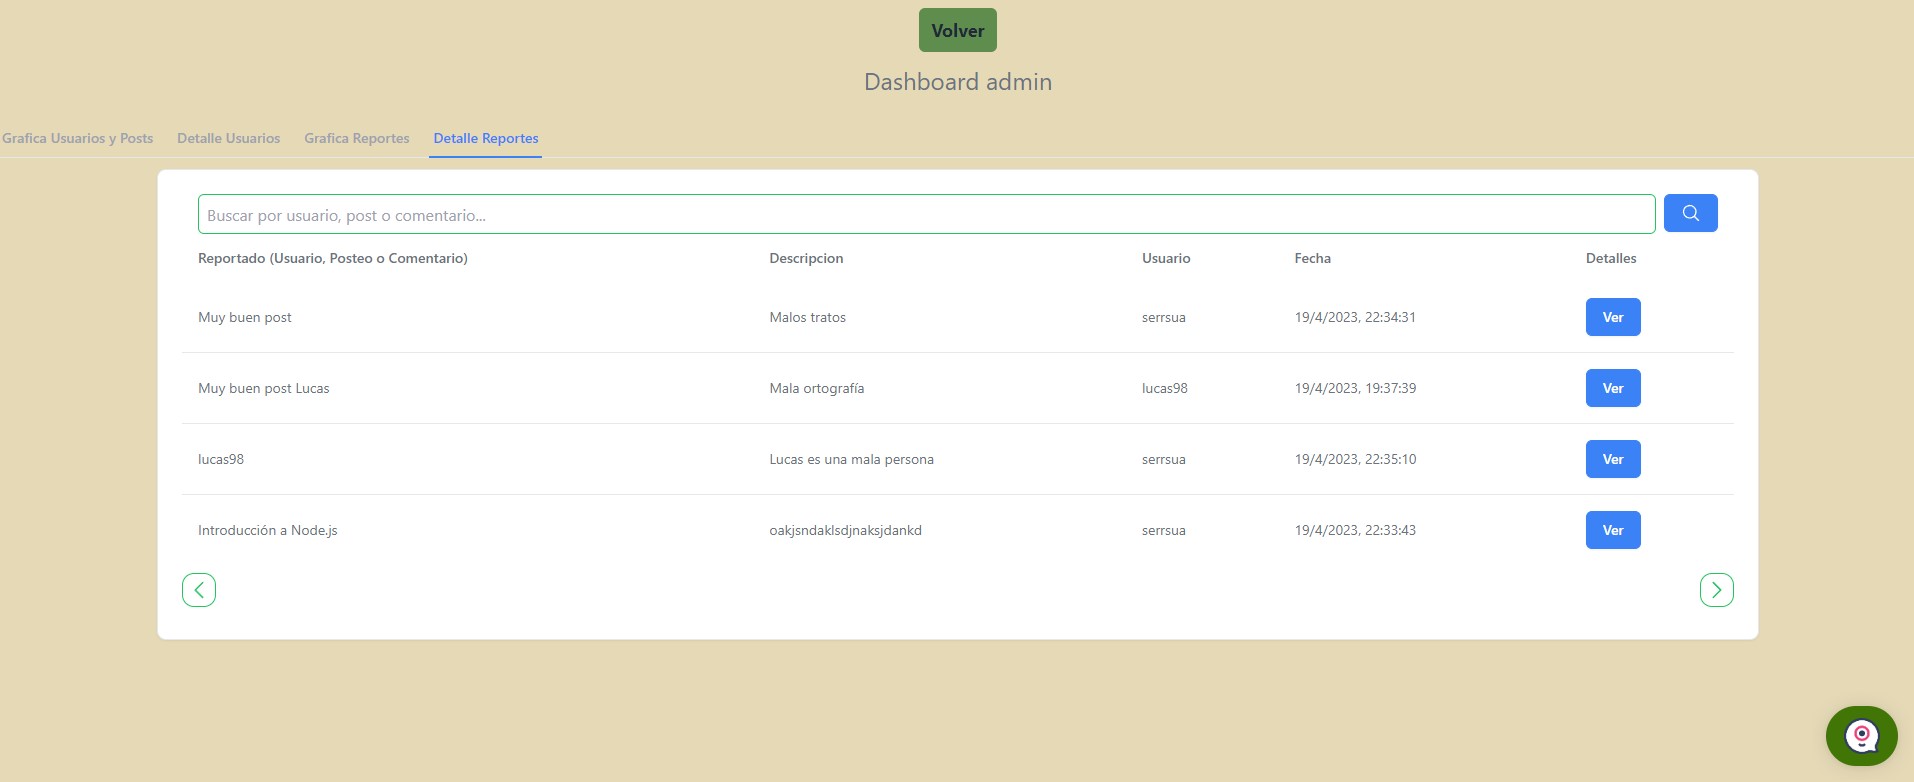 Volver
Dashboard admin
Grafica Usuarios y Posts Detalle Usuarios Grafica Reportes Detalle Reportes
Buscar por usuario, post o comentario...
Reportado (Usuario, Posteo o Comentario) Descripcion Usuario Fecha Detalles
Muy buen post Malos tratos serrsua 19/4/2023, 22:34:31 Ver
Muy buen post Lucas Mala ortografía lucas98 19/4/2023, 19:37:39 Ver
lucas98 Lucas es una mala persona serrsua 19/4/2023, 22:35:10 Ver
Introducción a Node.js oakjsndaklsdjnaksjdankd serrsua 19/4/2023, 22:33:43 Ver